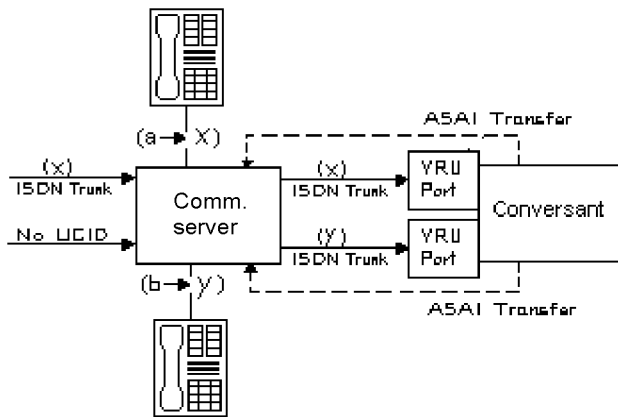 (a→ X)
ASAI Transfer
(x)
ISDN Trunk
(x)
ISDN Trunk
VRU
Port
Comm.
server
Conversant
No UCID
(y)
ISDN Trunk
VRU
Port
(b→ y)
ASAI Transfer